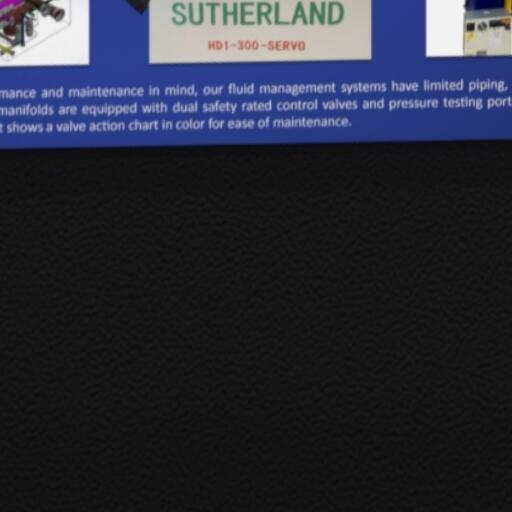 SUTHERLAND
HD1-300-SERVO
mance and maintenance in mind, our fluid management systems have limited piping,
manifolds are equipped with dual safety rated control valves and pressure testing port
shows a valve action chart in color for ease of maintenance.